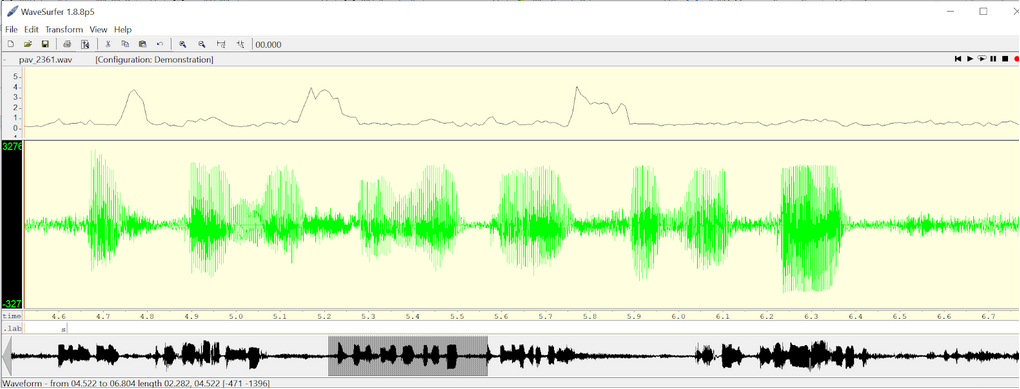 WaveSurfer 1.8.8p5
File Edit Transform View Help
00.000
pav_2361.wav [Configuration: Demonstration]
5
4
3
2
1
0
3276
-327
time 4.6 4.7 4.8 4.9 5.0 5.1 5.2 5.3 5.4 5.5 5.6 5.7 5.8 5.9 6.0 6.1 6.2 6.3 6.4 6.5 6.6 6.7
.lab s
Waveform - from 04.522 to 06.804 length 02.282, 04.522 [-471 -1396]